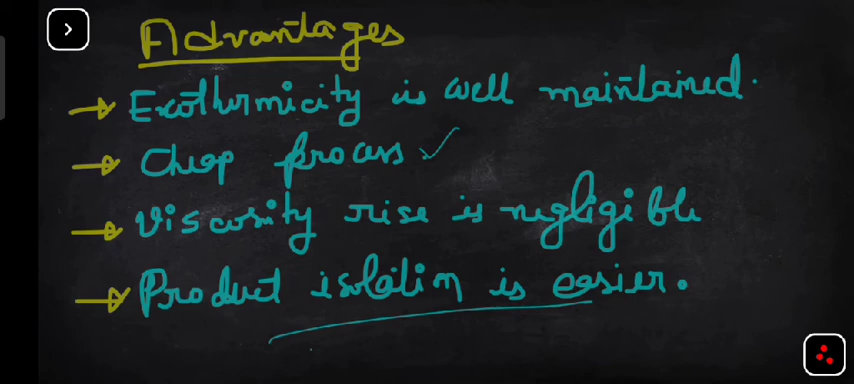 Advantages
→ Exothermicity is well maintained.
→ Cheap process ✓
→ Viscosity rise is negligible
→ Product isolation is easier.